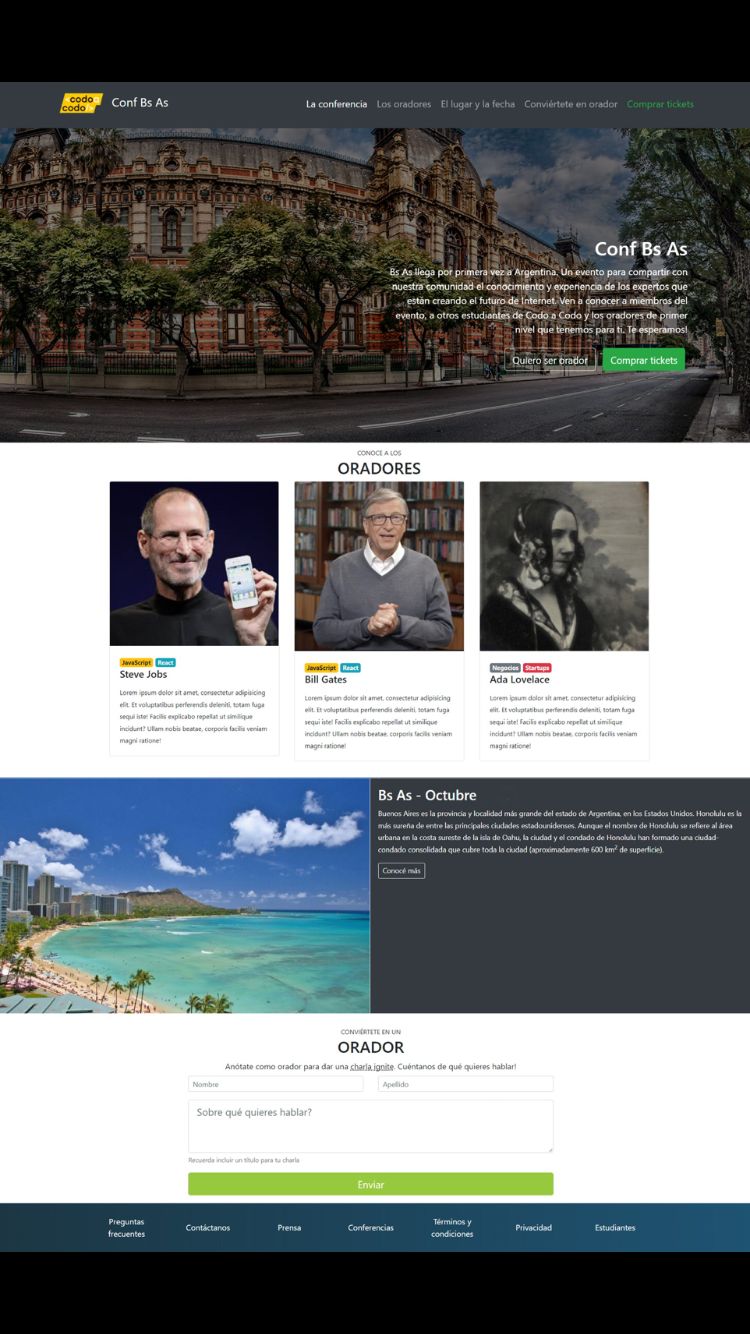 codo
codo
Conf Bs As
La conferencia Los oradores El lugar y la fecha Conviértete en orador Comprar tickets
Conf Bs As
Bs As llega por primera vez a Argentina. Un evento para compartir con
nuestra comunidad el conocimiento y experiencia de los expertos que
están creando el futuro de Internet. Ven a conocer a miembros del
evento, a otros estudiantes de Codo a Codo y los oradores de primer
nivel que tenemos para ti. Te esperamos!
Quiero ser orador Comprar tickets
CONOCE A LOS
ORADORES
JavaScript React
Steve Jobs
Lorem ipsum dolor sit amet, consectetur adipisicing
elit. Et voluptatibus perferendis deleniti, totam fuga
sequi iste! Facilis explicabo repellat ut similique
incidunt? Ullam nobis beatae, corporis facilis veniam
magni ratione!
JavaScript React
Bill Gates
Lorem ipsum dolor sit amet, consectetur adipisicing
elit. Et voluptatibus perferendis deleniti, totam fuga
sequi iste! Facilis explicabo repellat ut similique
incidunt? Ullam nobis beatae, corporis facilis veniam
magni ratione!
Negocios Startups
Ada Lovelace
Lorem ipsum dolor sit amet, consectetur adipisicing
elit. Et voluptatibus perferendis deleniti, totam fuga
sequi iste! Facilis explicabo repellat ut similique
incidunt? Ullam nobis beatae, corporis facilis veniam
magni ratione!
Bs As - Octubre
Buenos Aires es la provincia y localidad más grande del estado de Argentina, en los Estados Unidos. Honolulu es la
más sureña de entre las principales ciudades estadounidenses. Aunque el nombre de Honolulu se refiere al área
urbana en la costa sureste de la isla de Oahu, la ciudad y el condado de Honolulu han formado una ciudad-
condado consolidada que cubre toda la ciudad (aproximadamente 600 km² de superficie).
Conocé más
CONVIÉRTETE EN UN
ORADOR
Anótate como orador para dar una charla ignite. Cuéntanos de qué quieres hablar!
Nombre Apellido
Sobre qué quieres hablar?
Recuerda incluir un título para tu charla
Enviar
Preguntas
frecuentes
Contáctanos
Prensa
Conferencias
Términos y
condiciones
Privacidad
Estudiantes